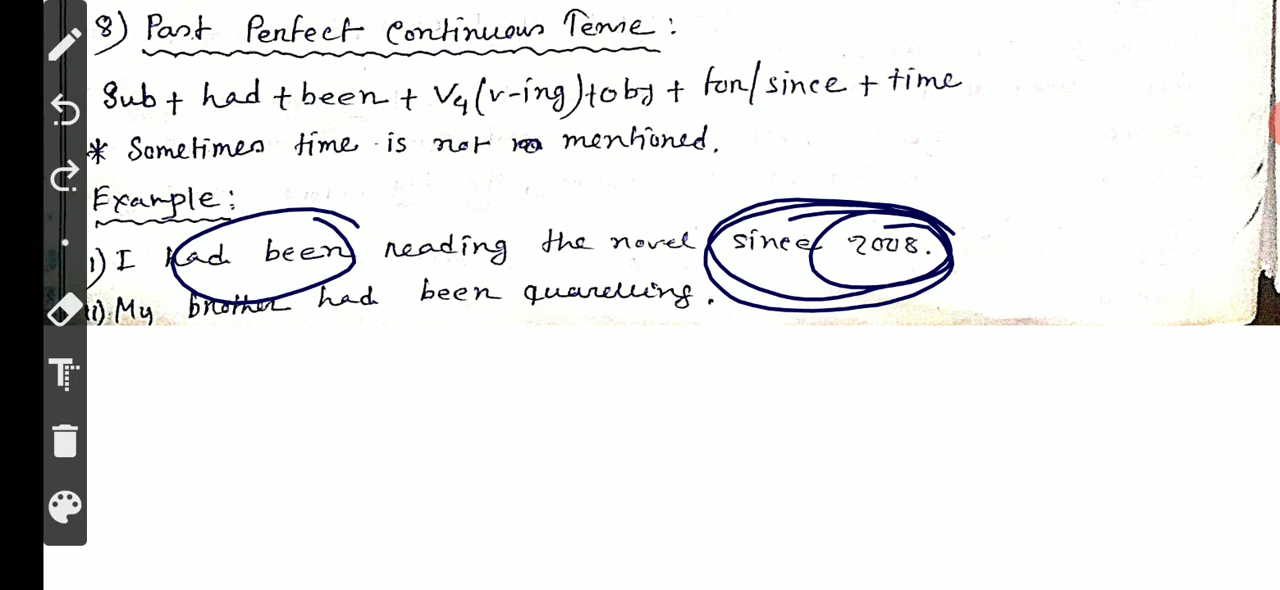 8) Past Perfect Continuous Tense :
Sub + had + been + V4 (v-ing) + obj + for/since + time
* Sometimes time is not mentioned.
Example :
i) I had been reading the novel since 2008.
ii) My brother had been quarelling.